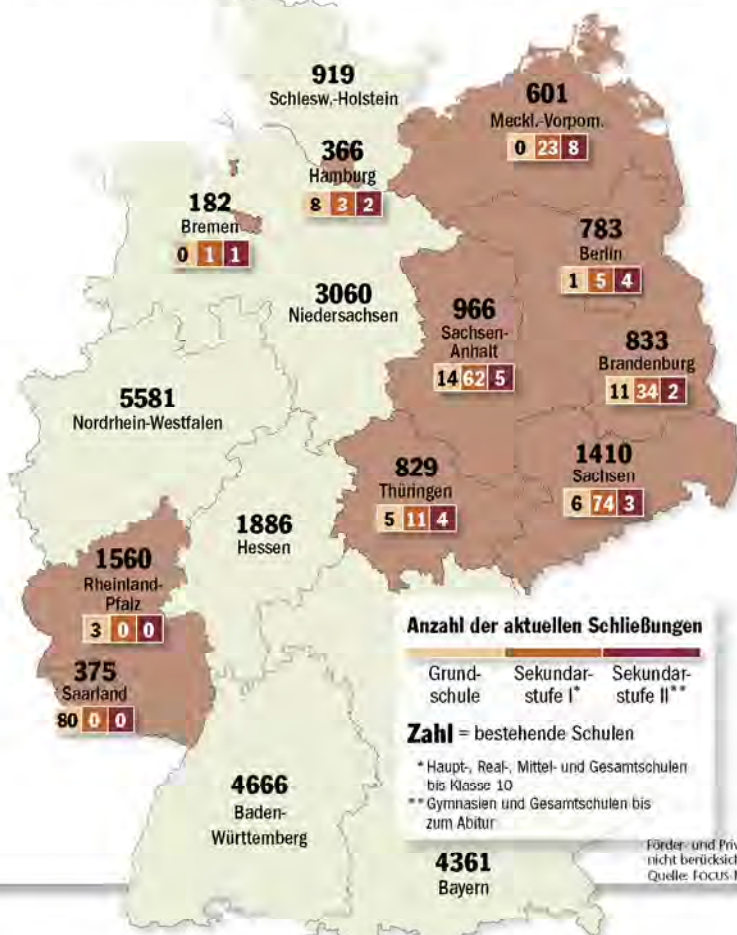 919
Schlesw.-Holstein
601
Meckl.-Vorpom.
0 23 8
366
Hamburg
8 3 2
182
Bremen
0 1 1
783
Berlin
1 5 4
3060
Niedersachsen
966
Sachsen-
Anhalt
14 62 5
833
Brandenburg
11 34 2
5581
Nordrhein-Westfalen
829
Thüringen
5 11 4
1410
Sachsen
6 74 3
1886
Hessen
1560
Rheinland-
Pfalz
3 0 0
375
Saarland
80 0 0
4666
Baden-
Württemberg
4361
Bayern
Anzahl der aktuellen Schließungen
Grund-
schule
Sekundar-
stufe I*
Sekundar-
stufe II**
Zahl = bestehende Schulen
* Haupt-, Real-, Mittel- und Gesamtschulen
bis Klasse 10
** Gymnasien und Gesamtschulen bis
zum Abitur
Förder- und
nicht
Quelle: FOCUS